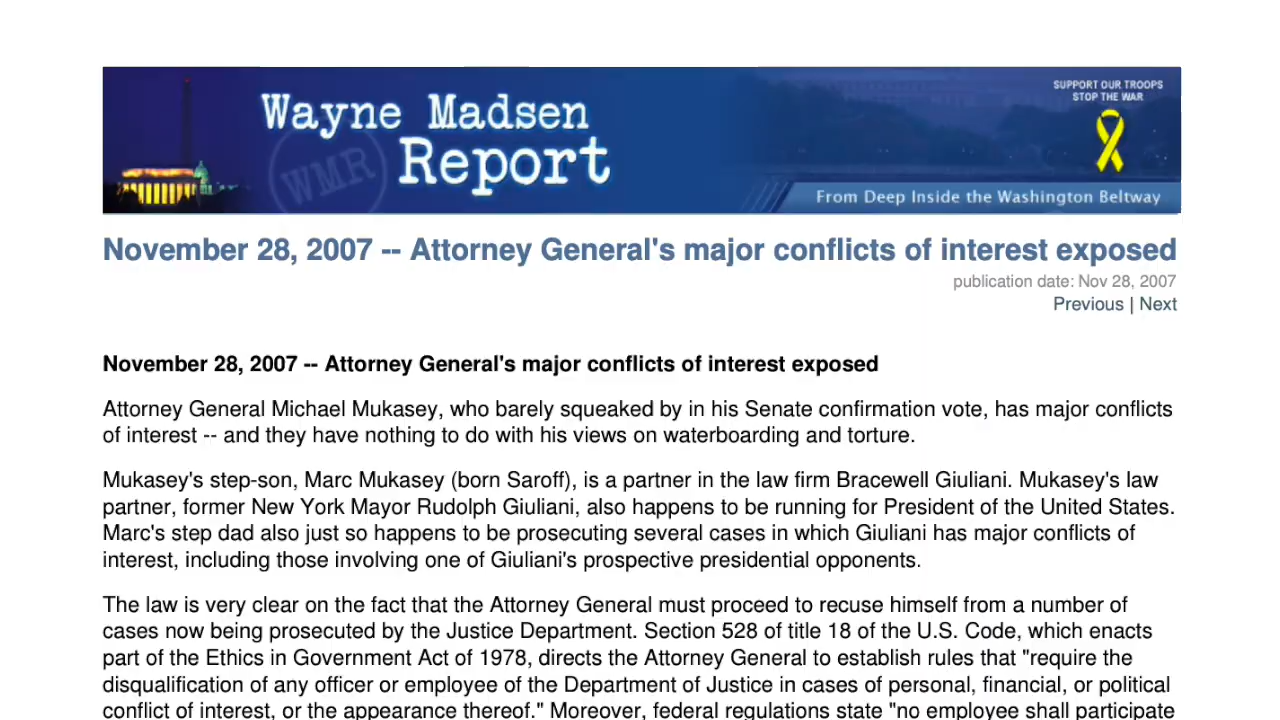 SUPPORT OUR TROOPS
STOP THE WAR
Wayne Madsen
Report
WMR
From Deep Inside the Washington Beltway
November 28, 2007 -- Attorney General's major conflicts of interest exposed
publication date: Nov 28, 2007
Previous | Next
November 28, 2007 -- Attorney General's major conflicts of interest exposed
Attorney General Michael Mukasey, who barely squeaked by in his Senate confirmation vote, has major conflicts
of interest -- and they have nothing to do with his views on waterboarding and torture.
Mukasey's step-son, Marc Mukasey (born Saroff), is a partner in the law firm Bracewell Giuliani. Mukasey's law
partner, former New York Mayor Rudolph Giuliani, also happens to be running for President of the United States.
Marc's step dad also just so happens to be prosecuting several cases in which Giuliani has major conflicts of
interest, including those involving one of Giuliani's prospective presidential opponents.
The law is very clear on the fact that the Attorney General must proceed to recuse himself from a number of
cases now being prosecuted by the Justice Department. Section 528 of title 18 of the U.S. Code, which enacts
part of the Ethics in Government Act of 1978, directs the Attorney General to establish rules that "require the
disqualification of any officer or employee of the Department of Justice in cases of personal, financial, or political
conflict of interest, or the appearance thereof." Moreover, federal regulations state "no employee shall participate